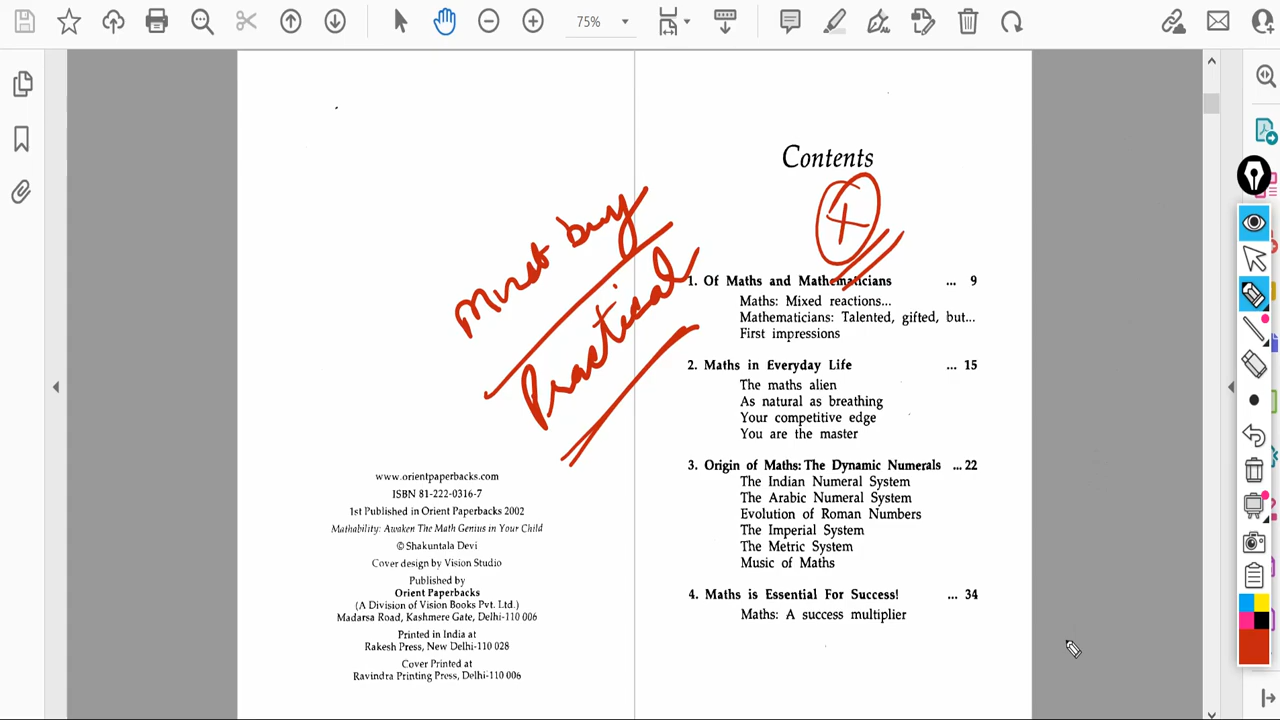 75%
Must buy
Practical
www.orientpaperbacks.com
ISBN 81-222-0316-7
1st Published in Orient Paperbacks 2002
Mathability: Awaken The Math Genius in Your Child
© Shakuntala Devi
Cover design by Vision Studio
Published by
Orient Paperbacks
(A Division of Vision Books Pvt. Ltd.)
Madarsa Road, Kashmere Gate, Delhi-110 006
Printed in India at
Rakesh Press, New Delhi-110 028
Cover Printed at
Ravindra Printing Press, Delhi-110 006
Contents
1. Of Maths and Mathematicians ... 9
Maths: Mixed reactions...
Mathematicians: Talented, gifted, but...
First impressions
2. Maths in Everyday Life ... 15
The maths alien
As natural as breathing
Your competitive edge
You are the master
3. Origin of Maths: The Dynamic Numerals ... 22
The Indian Numeral System
The Arabic Numeral System
Evolution of Roman Numbers
The Imperial System
The Metric System
Music of Maths
4. Maths is Essential For Success! ... 34
Maths: A success multiplier